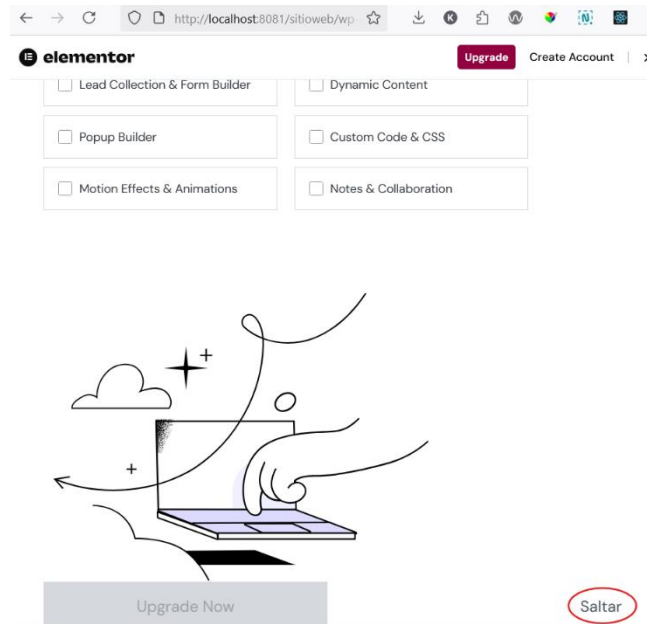 http://localhost:8081/sitioweb/wp-
elementor
Upgrade
Create Account
Lead Collection & Form Builder
Dynamic Content
Popup Builder
Custom Code & CSS
Motion Effects & Animations
Notes & Collaboration
Upgrade Now
Saltar